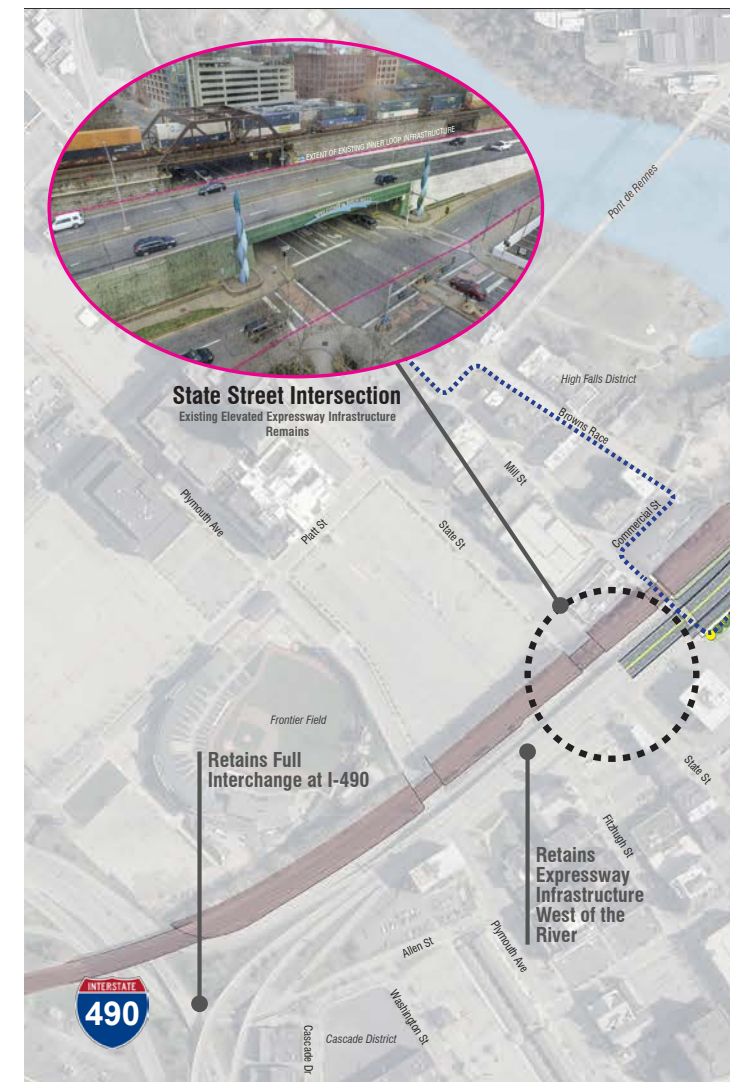 EXTENT OF EXISTING INNER LOOP INFRASTRUCTURE
Pont de Rennes
State Street Intersection
Existing Elevated Expressway Infrastructure
Remains
High Falls District
Browns Race
Mill St
Plymouth Ave
Platt St
State St
Commercial St
Frontier Field
Retains Full
Interchange at I-490
State St
Fitzhugh St
Retains
Expressway
Infrastructure
West of the
River
Plymouth Ave
Allen St
Washington St
INTERSTATE
490
Cascade Dr
Cascade District